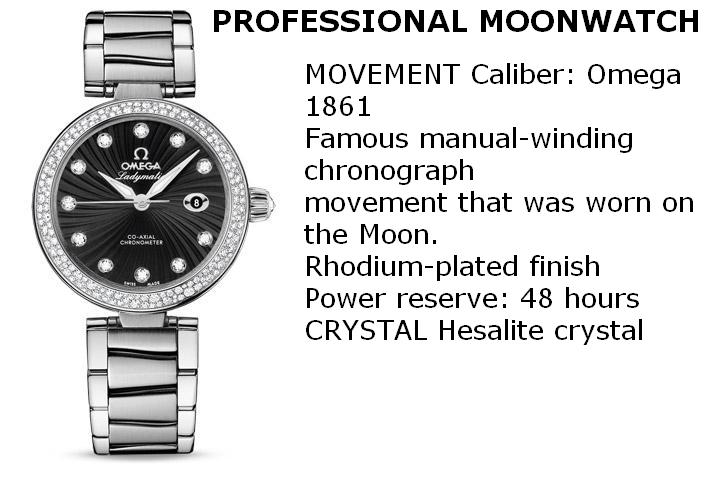 PROFESSIONAL MOONWATCH
MOVEMENT Caliber: Omega
1861
Famous manual-winding
chronograph
movement that was worn on
the Moon.
Rhodium-plated finish
Power reserve: 48 hours
CRYSTAL Hesalite crystal
Ω
OMEGA
Ladymatic
8
CO-AXIAL
CHRONOMETER
SWISS MADE